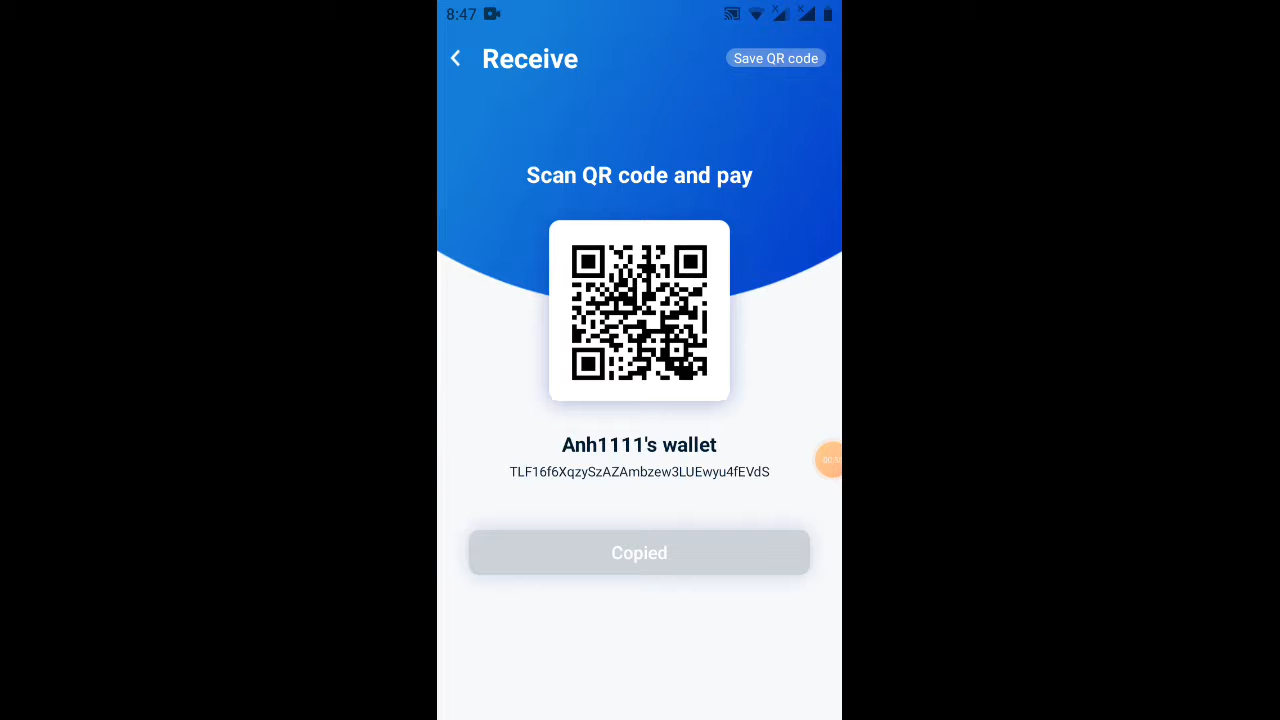 8:47
Receive
Save QR code
Scan QR code and pay
Anh1111's wallet
TLF16f6XqzySzAZAmbzew3LUEwyu4fEVdS
Copied